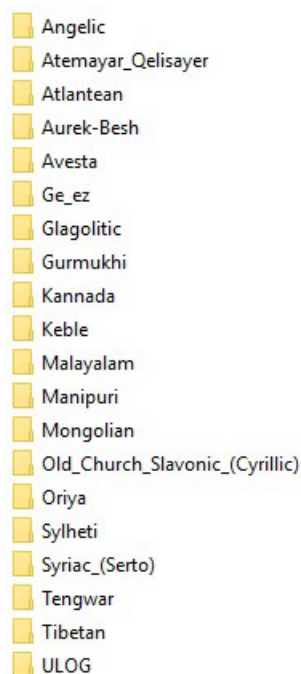 Angelic
Atemayar_Qelisayer
Atlantean
Aurek-Besh
Avesta
Ge_ez
Glagolitic
Gurmukhi
Kannada
Keble
Malayalam
Manipuri
Mongolian
Old_Church_Slavonic_(Cyrillic)
Oriya
Sylheti
Syriac_(Serto)
Tengwar
Tibetan
ULOG